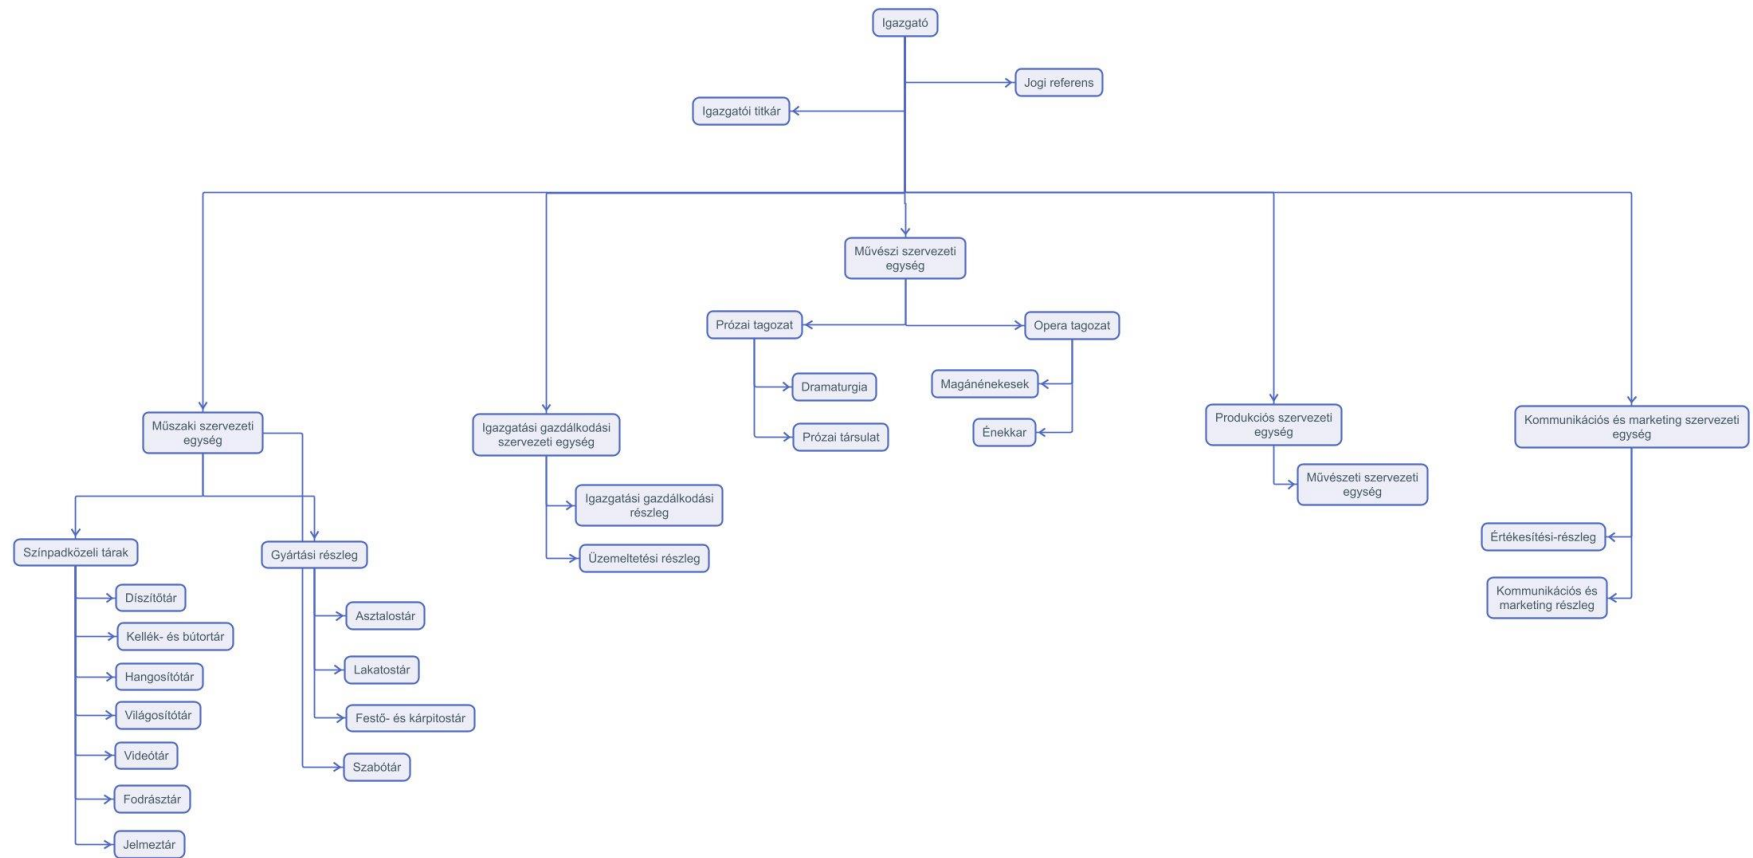 Igazgató
Jogi referens
Igazgatói titkár
Művészi szervezeti
egység
Prózai tagozat
Opera tagozat
Dramaturgia
Magánénekesek
Prózai társulat
Énekkar
Műszaki szervezeti
egység
Igazgatási gazdálkodási
szervezeti egység
Produkciós szervezeti
egység
Kommunikációs és marketing szervezeti
egység
Művészeti szervezeti
egység
Igazgatási gazdálkodási
részleg
Üzemeltetési részleg
Értékesítési-részleg
Kommunikációs és
marketing részleg
Színpadközeli tárak
Gyártási részleg
Díszítőtár
Kellék- és bútortár
Hangosítótár
Világosítótár
Videótár
Fodrásztár
Jelmeztár
Asztalostár
Lakatostár
Festő- és kárpitostár
Szabótár